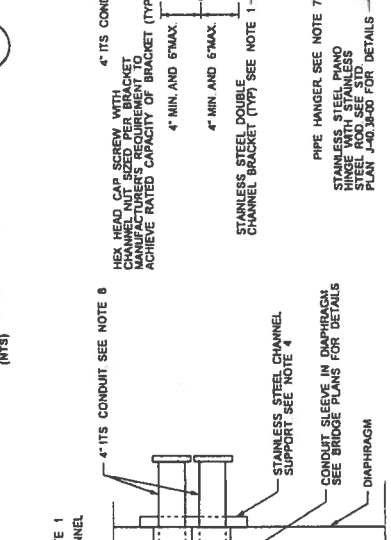 (NTS)
4" ITS CONDUIT SEE NOTE 8
STAINLESS STEEL CHANNEL
SUPPORT SEE NOTE 4
CONDUIT SLEEVE IN DIAPHRAGM
SEE BRIDGE PLANS FOR DETAILS
DIAPHRAGM
4" ITS
HEX HEAD CAP SCREW WITH
CHANNEL NUT SIZED PER BRACKET
MANUFACTURER'S REQUIREMENT TO
ACHIEVE RATED CAPACITY OF BRACKET (TYP
4" MIN. AND 6"MAX.
4" MIN. AND 6"MAX.
STAINLESS STEEL DOUBLE
CHANNEL BRACKET (TYP) SEE NOTE 1
PIPE HANGER SEE NOTE 7
STAINLESS STEEL PIANO
HINGE WITH STAINLESS
STEEL ROD SEE STD.
PLAN FOR DETAILS